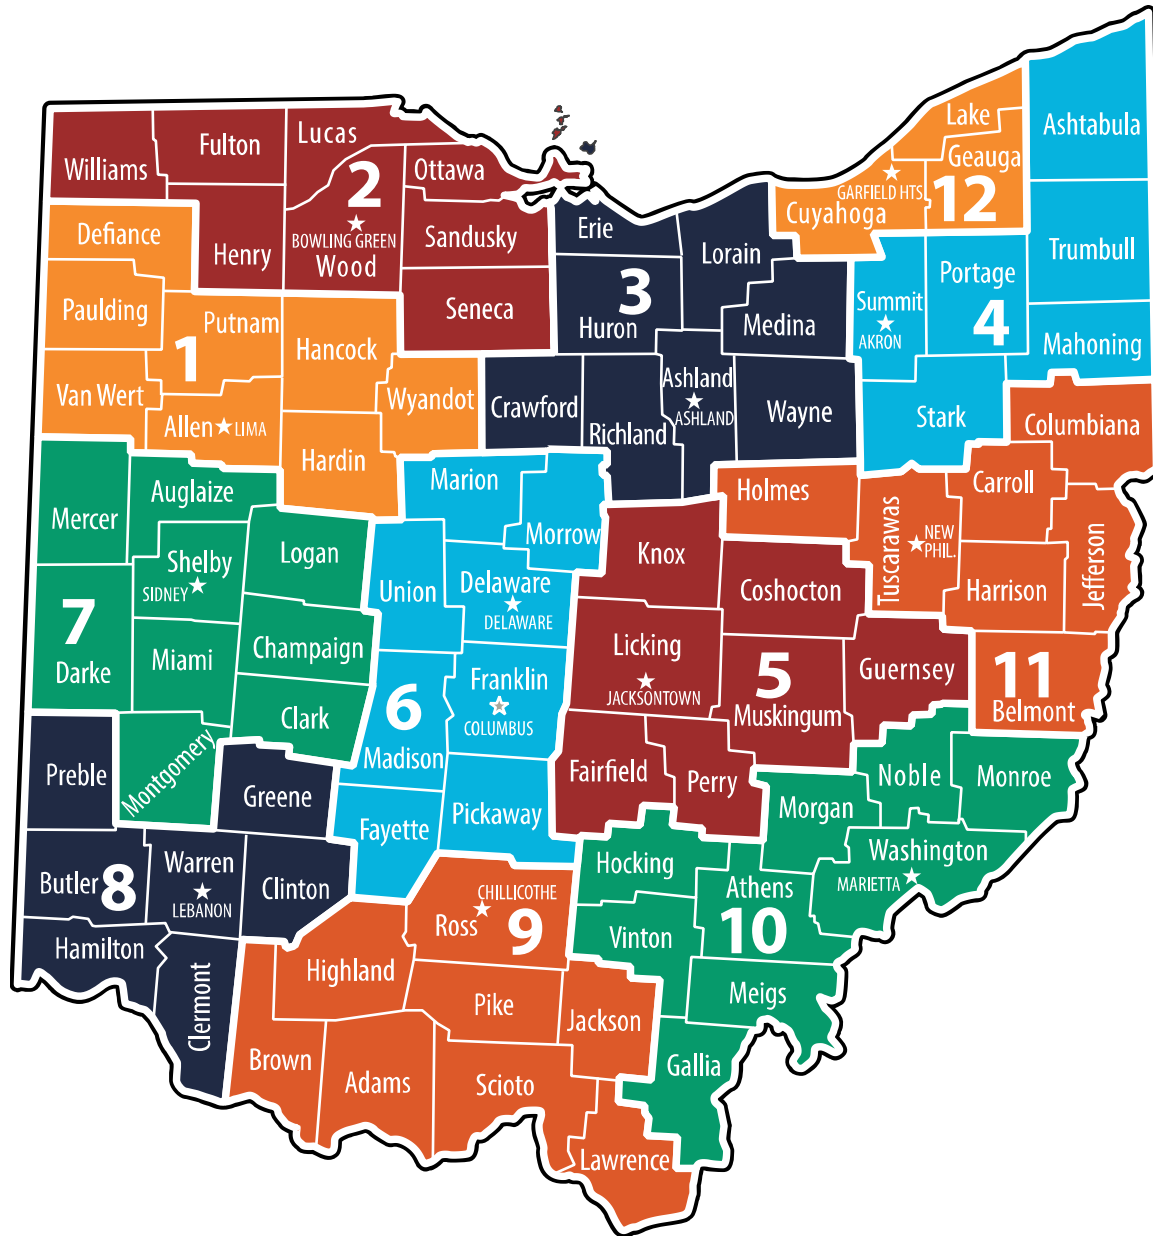 Lake
Ashtabula
Geauga
GARFIELD HTS
12
Cuyahoga
Lucas
Fulton
Williams
Ottawa
2
BOWLING GREEN
Wood
Henry
Sandusky
Seneca
Defiance
Paulding
Putnam
1
Hancock
Van Wert
Allen
LIMA
Wyandot
Hardin
Erie
Lorain
3
Huron
Medina
Ashland
ASHLAND
Crawford
Richland
Wayne
Trumbull
Portage
Summit
AKRON
4
Mahoning
Stark
Columbiana
Carroll
Holmes
Tuscarawas
NEW
PHIL.
Jefferson
Harrison
11
Belmont
Mercer
Auglaize
Shelby
SIDNEY
Logan
7
Darke
Miami
Champaign
Clark
Montgomery
Marion
Morrow
Union
Delaware
DELAWARE
Franklin
COLUMBUS
6
Madison
Fayette
Pickaway
Knox
Coshocton
Licking
JACKSONTOWN
5
Muskingum
Guernsey
Fairfield
Perry
Preble
Greene
Butler
8
Warren
LEBANON
Clinton
Hamilton
Clermont
CHILLICOTHE
Ross
9
Highland
Pike
Jackson
Brown
Adams
Scioto
Lawrence
Noble
Monroe
Morgan
Washington
MARIETTA
Hocking
Athens
10
Vinton
Meigs
Gallia